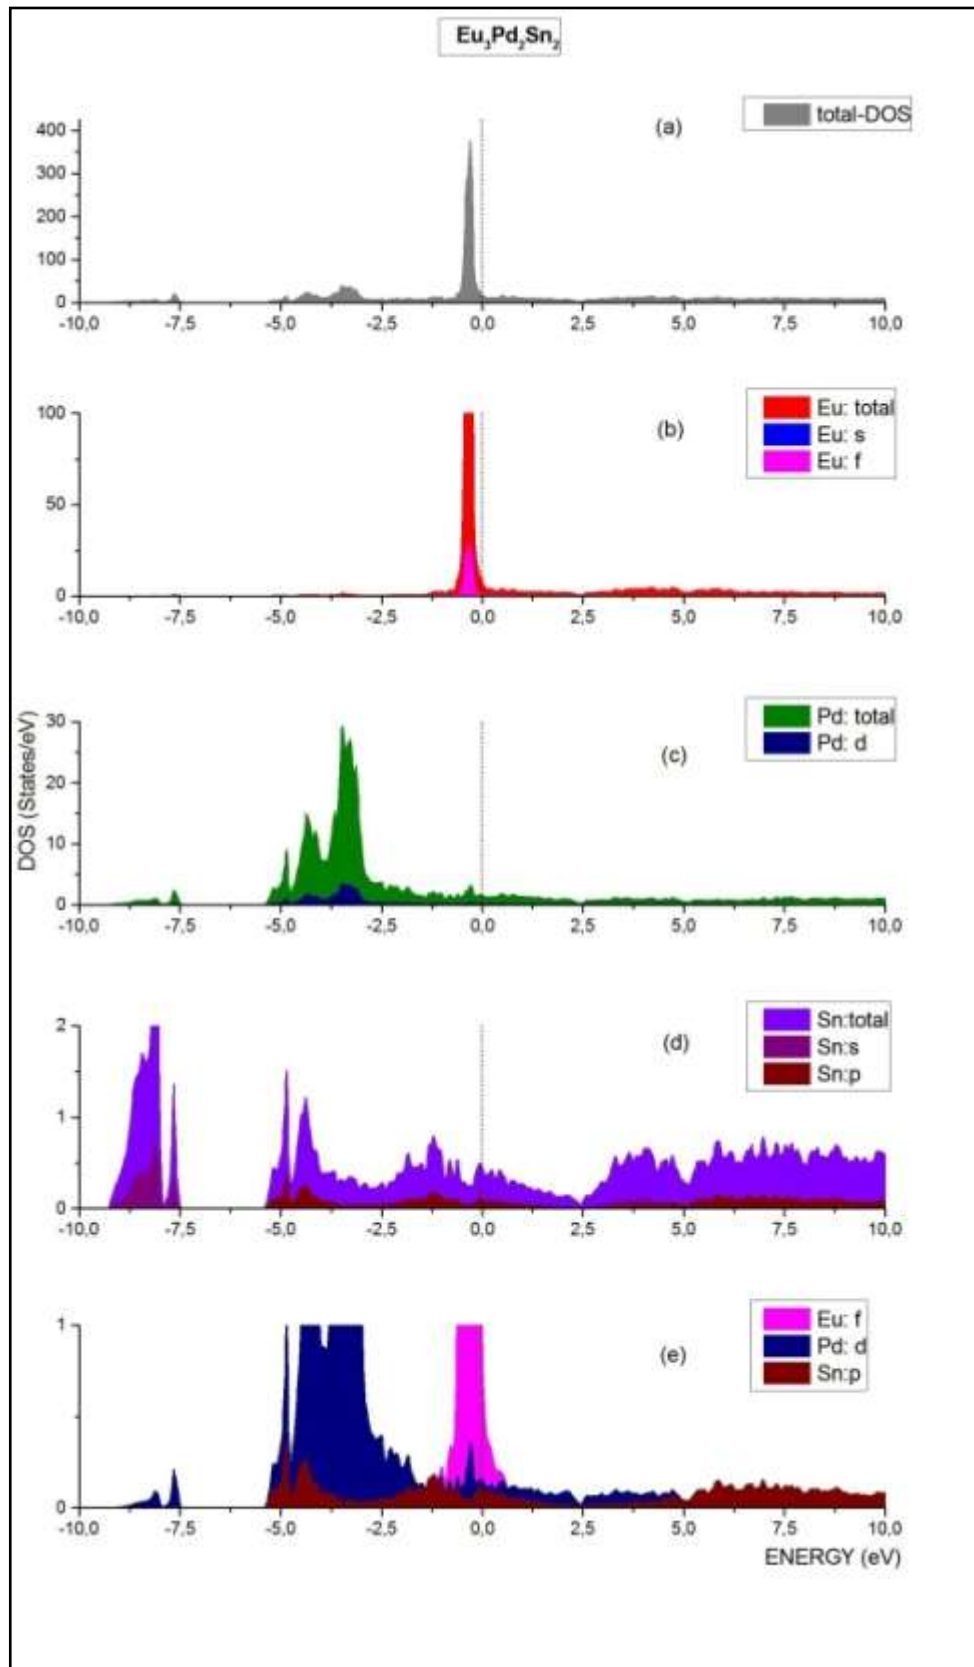 Eu₃Pd₂Sn₂
total-DOS
(a)
400
300
200
100
0
-10,0 -7,5 -5,0 -2,5 0,0 2,5 5,0 7,5 10,0
Eu: total
Eu: s
Eu: f
(b)
100
50
0
-10,0 -7,5 -5,0 -2,5 0,0 2,5 5,0 7,5 10,0
DOS (States/eV)
Pd: total
Pd: d
(c)
30
20
10
0
-10,0 -7,5 -5,0 -2,5 0,0 2,5 5,0 7,5 10,0
Sn:total
Sn:s
Sn:p
(d)
2
1
0
-10,0 -7,5 -5,0 -2,5 0,0 2,5 5,0 7,5 10,0
Eu: f
Pd: d
Sn:p
(e)
1
0
-10,0 -7,5 -5,0 -2,5 0,0 2,5 5,0 7,5 10,0
ENERGY (eV)